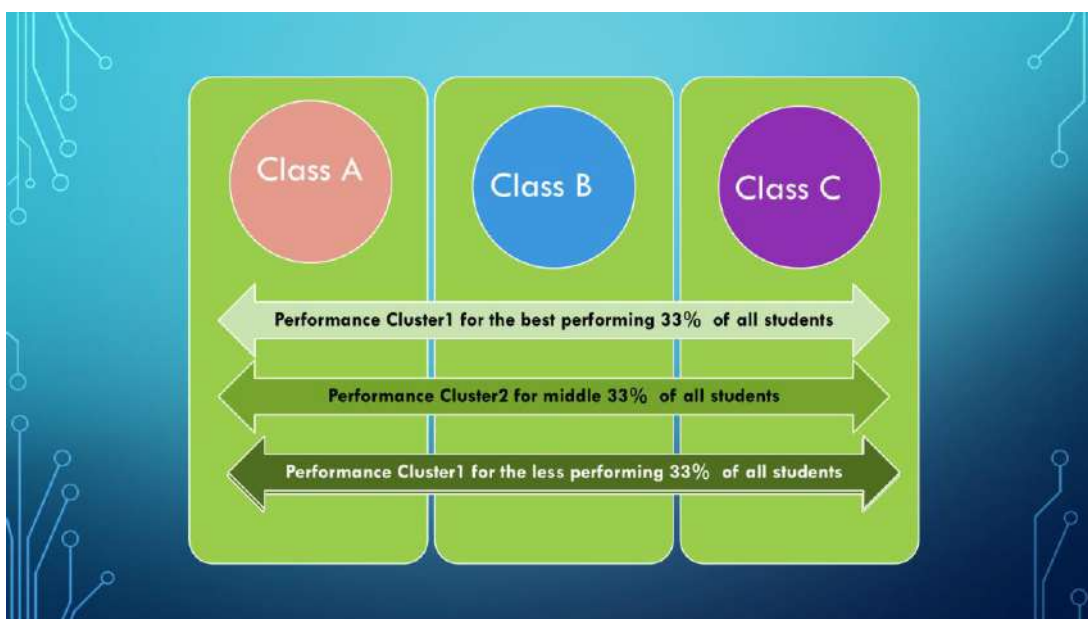 Class A
Class B
Class C
Performance Cluster1 for the best performing 33% of all students
Performance Cluster2 for middle 33% of all students
Performance Cluster1 for the less performing 33% of all students